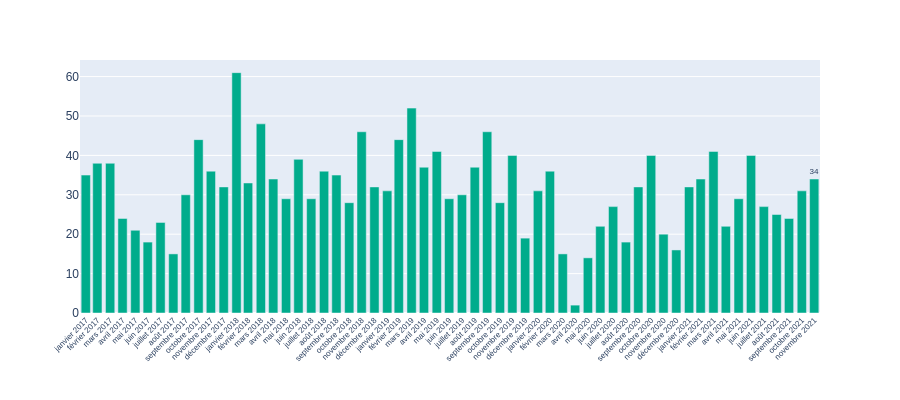 60
50
40
30
20
10
0
34
janvier 2017
février 2017
mars 2017
avril 2017
mai 2017
juin 2017
juillet 2017
août 2017
septembre 2017
octobre 2017
novembre 2017
décembre 2017
janvier 2018
février 2018
mars 2018
avril 2018
mai 2018
juin 2018
juillet 2018
août 2018
septembre 2018
octobre 2018
novembre 2018
décembre 2018
janvier 2019
février 2019
mars 2019
avril 2019
mai 2019
juin 2019
juillet 2019
août 2019
septembre 2019
octobre 2019
novembre 2019
décembre 2019
janvier 2020
février 2020
mars 2020
avril 2020
mai 2020
juin 2020
juillet 2020
août 2020
septembre 2020
octobre 2020
novembre 2020
décembre 2020
janvier 2021
février 2021
mars 2021
avril 2021
mai 2021
juin 2021
juillet 2021
août 2021
septembre 2021
octobre 2021
novembre 2021